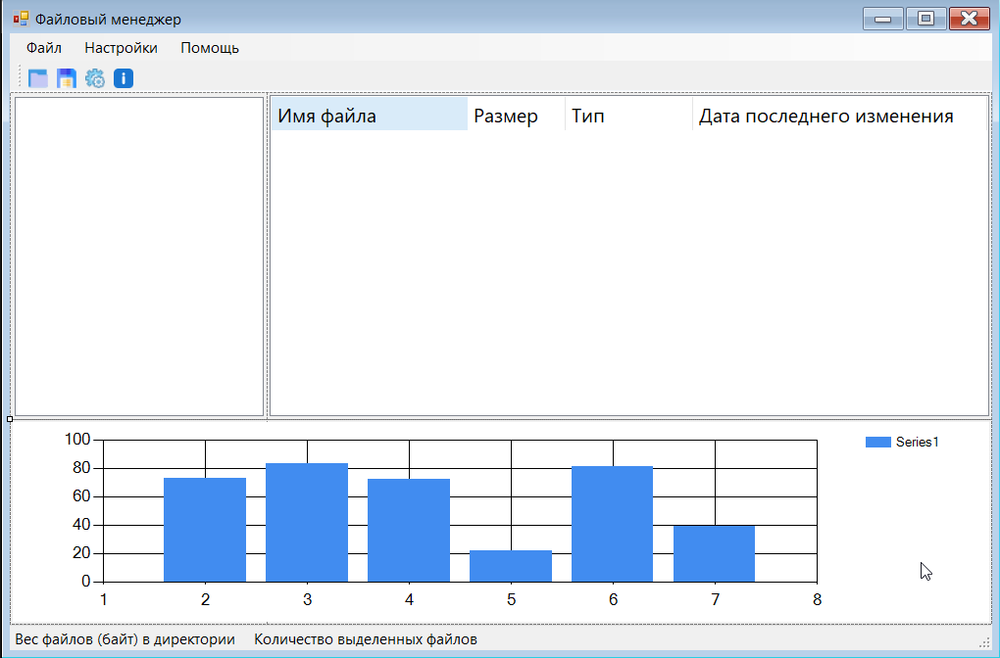 Файловый менеджер
Файл Настройки Помощь
Имя файла Размер Тип Дата последнего изменения
100
80
60
40
20
0
1 2 3 4 5 6 7 8
Series1
Вес файлов (байт) в директории Количество выделенных файлов